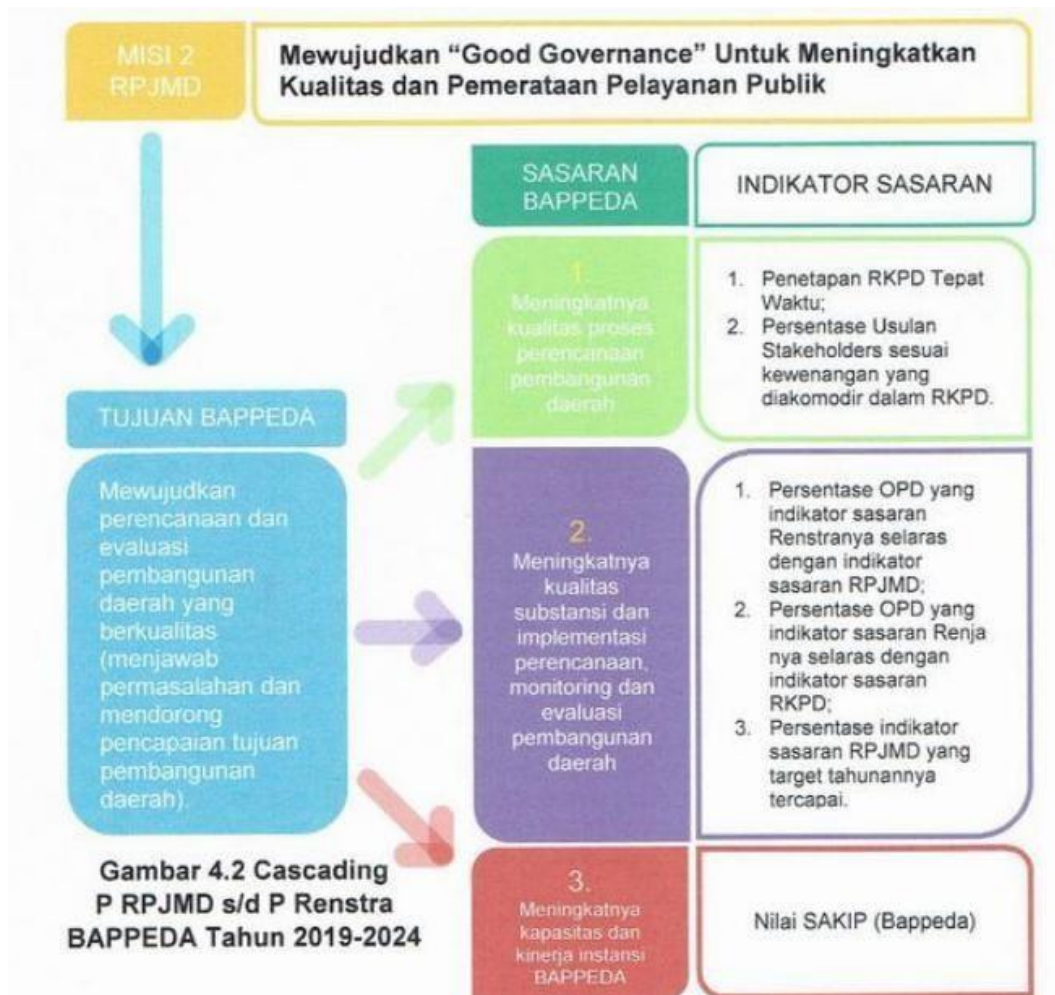 MISI 2
RPJMD
Mewujudkan “Good Governance” Untuk Meningkatkan
Kualitas dan Pemerataan Pelayanan Publik
SASARAN
BAPPEDA
INDIKATOR SASARAN
1.
Meningkatnya
kualitas proses
perencanaan
pembangunan
daerah
1. Penetapan RKPD Tepat
Waktu;
2. Persentase Usulan
Stakeholders sesuai
kewenangan yang
diakomodir dalam RKPD.
TUJUAN BAPPEDA
Mewujudkan
perencanaan dan
evaluasi
pembangunan
daerah yang
berkualitas
(menjawab
permasalahan dan
mendorong
pencapaian tujuan
pembangunan
daerah).
2.
Meningkatnya
kualitas
substansi dan
implementasi
perencanaan,
monitoring dan
evaluasi
pembangunan
daerah
1. Persentase OPD yang
indikator sasaran
Renstranya selaras
dengan indikator
sasaran RPJMD;
2. Persentase OPD yang
indikator sasaran Renja
nya selaras dengan
indikator sasaran
RKPD;
3. Persentase indikator
sasaran RPJMD yang
target tahunannya
tercapai.
3.
Meningkatnya
kapasitas dan
kinerja instansi
BAPPEDA
Nilai SAKIP (Bappeda)
Gambar 4.2 Cascading
P RPJMD s/d P Renstra
BAPPEDA Tahun 2019-2024